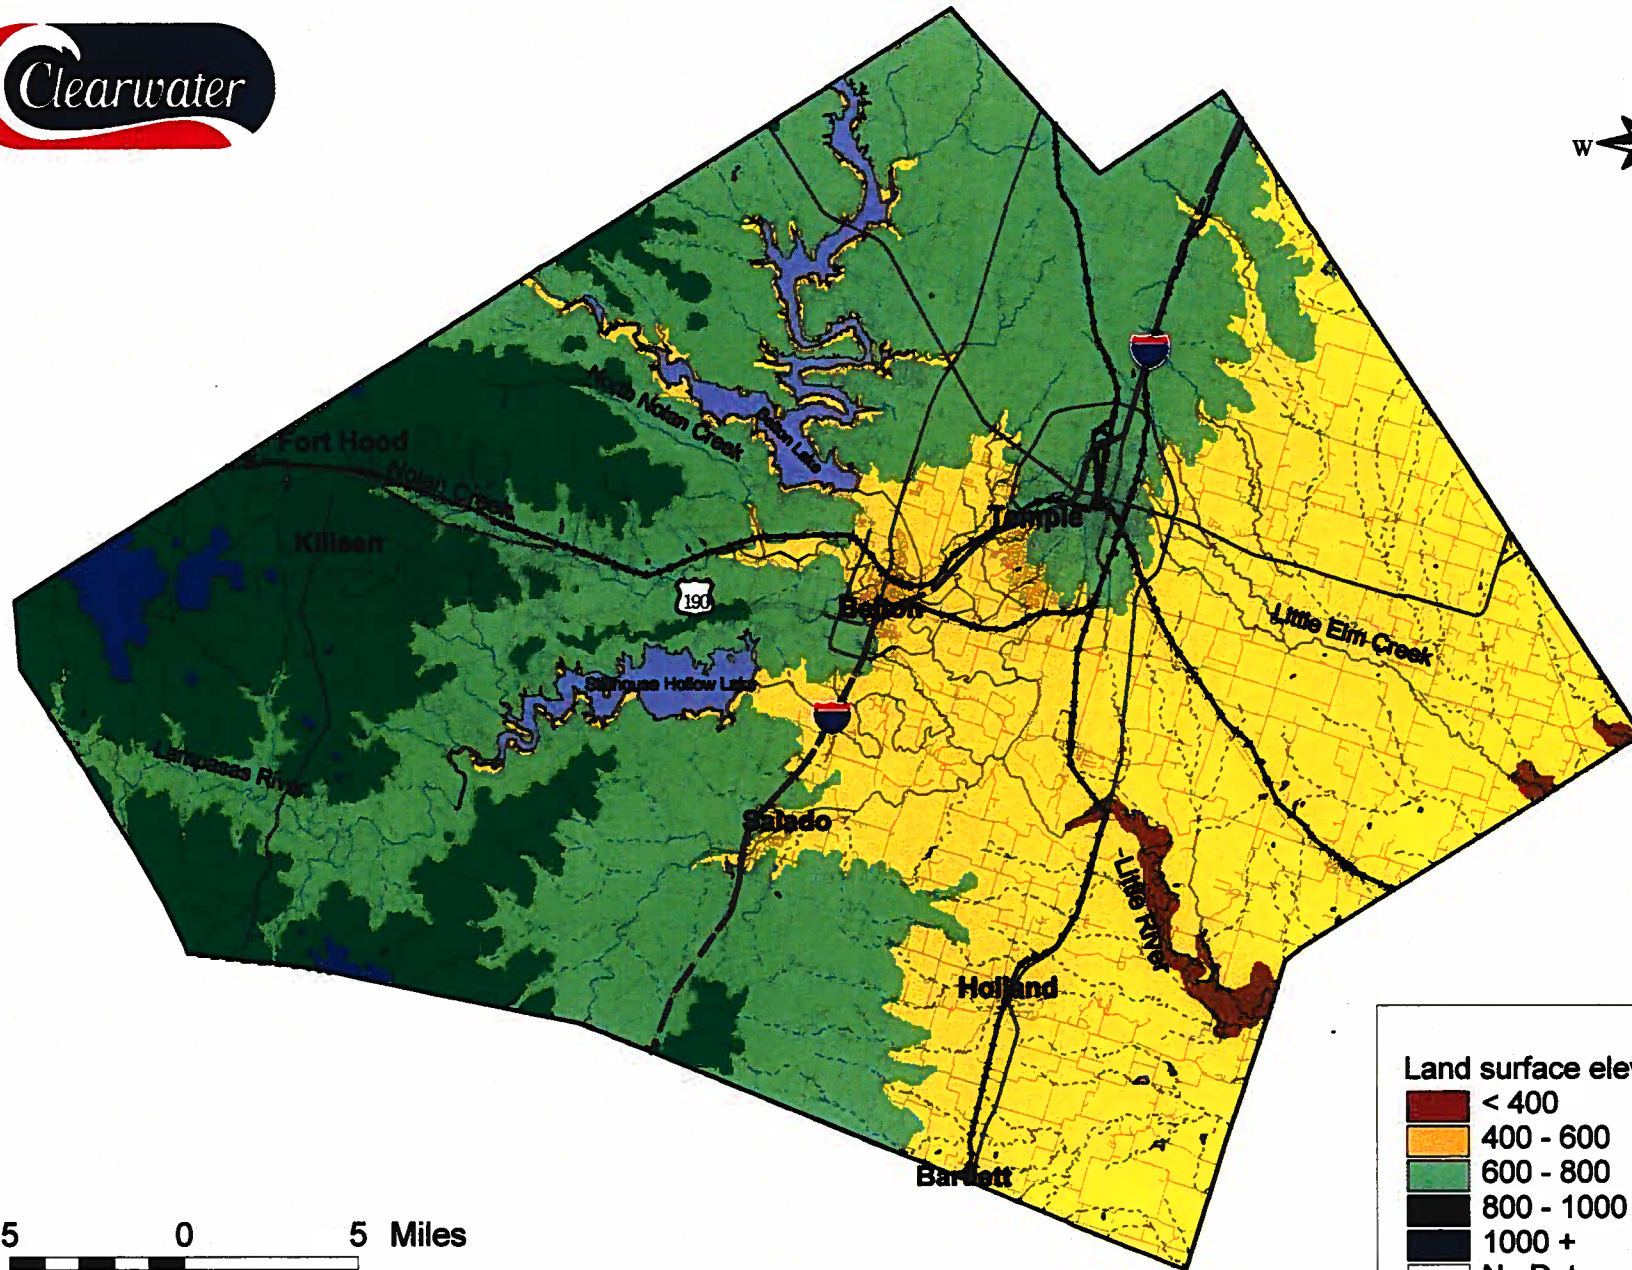 Clearwater
W
North Nolan Creek
Belton Lake
Fort Hood
Nolan Creek
Killeen
Temple
190
Belton
Little Elm Creek
Stillhouse Hollow Lake
Lampasas River
Salado
Little River
Holland
Bartlett
Land surface elev
< 400
400 - 600
600 - 800
800 - 1000
1000 +
5 0 5 Miles